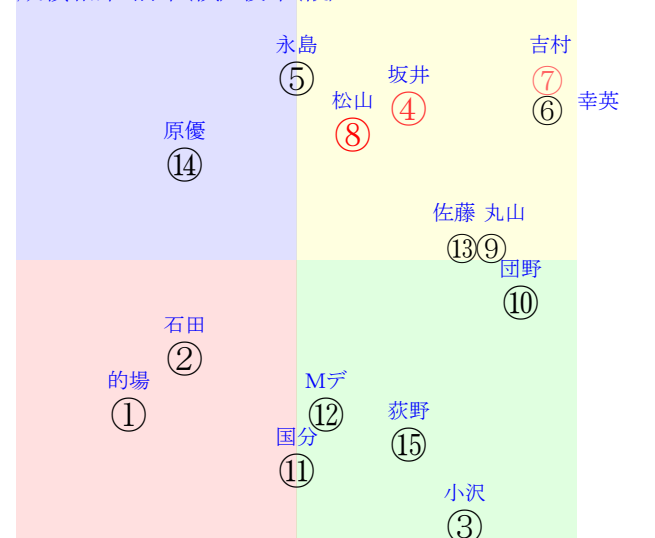 永島
⑤
吉村
⑦
⑥ 幸英
坂井
④
松山
⑧
原優
⑭
佐藤 丸山
⑬⑨
団野
⑩
石田
②
的場
①
Mデ
⑫
荻野
⑮
国分
⑪
小沢
③